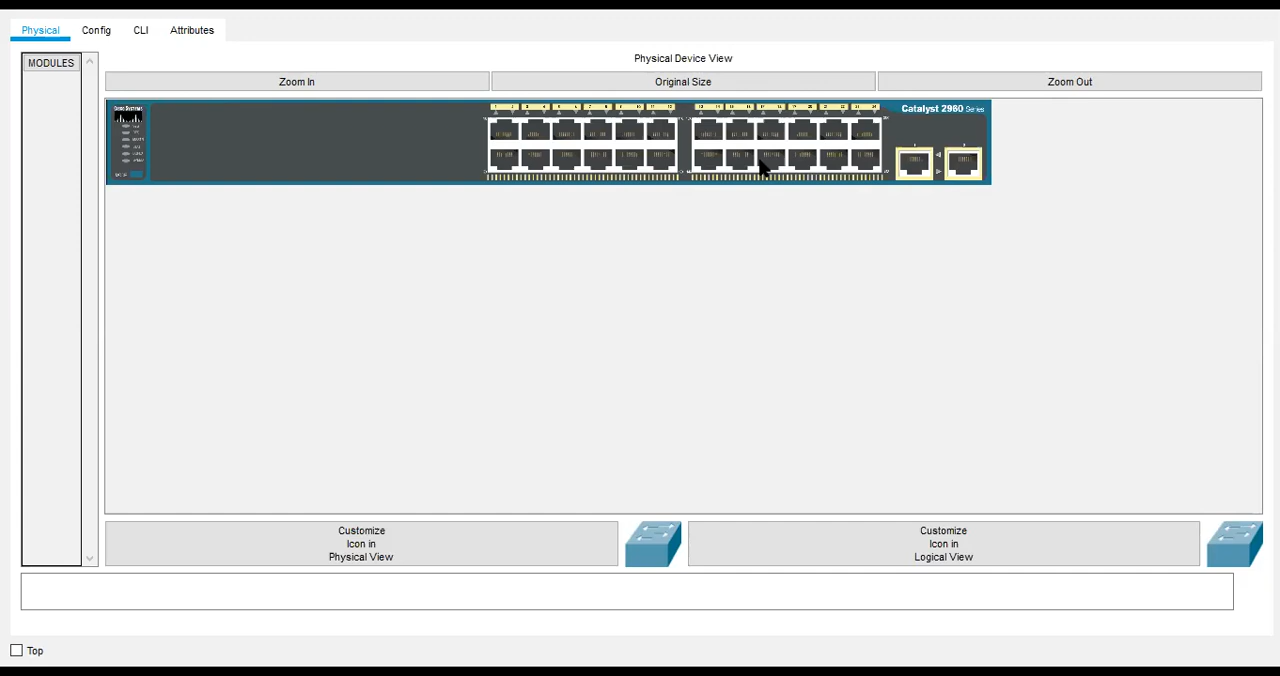 Physical
Config
CLI
Attributes
MODULES
Physical Device View
Zoom In
Original Size
Zoom Out
Catalyst 2960 Series
Customize
Icon in
Physical View
Customize
Icon in
Logical View
Top